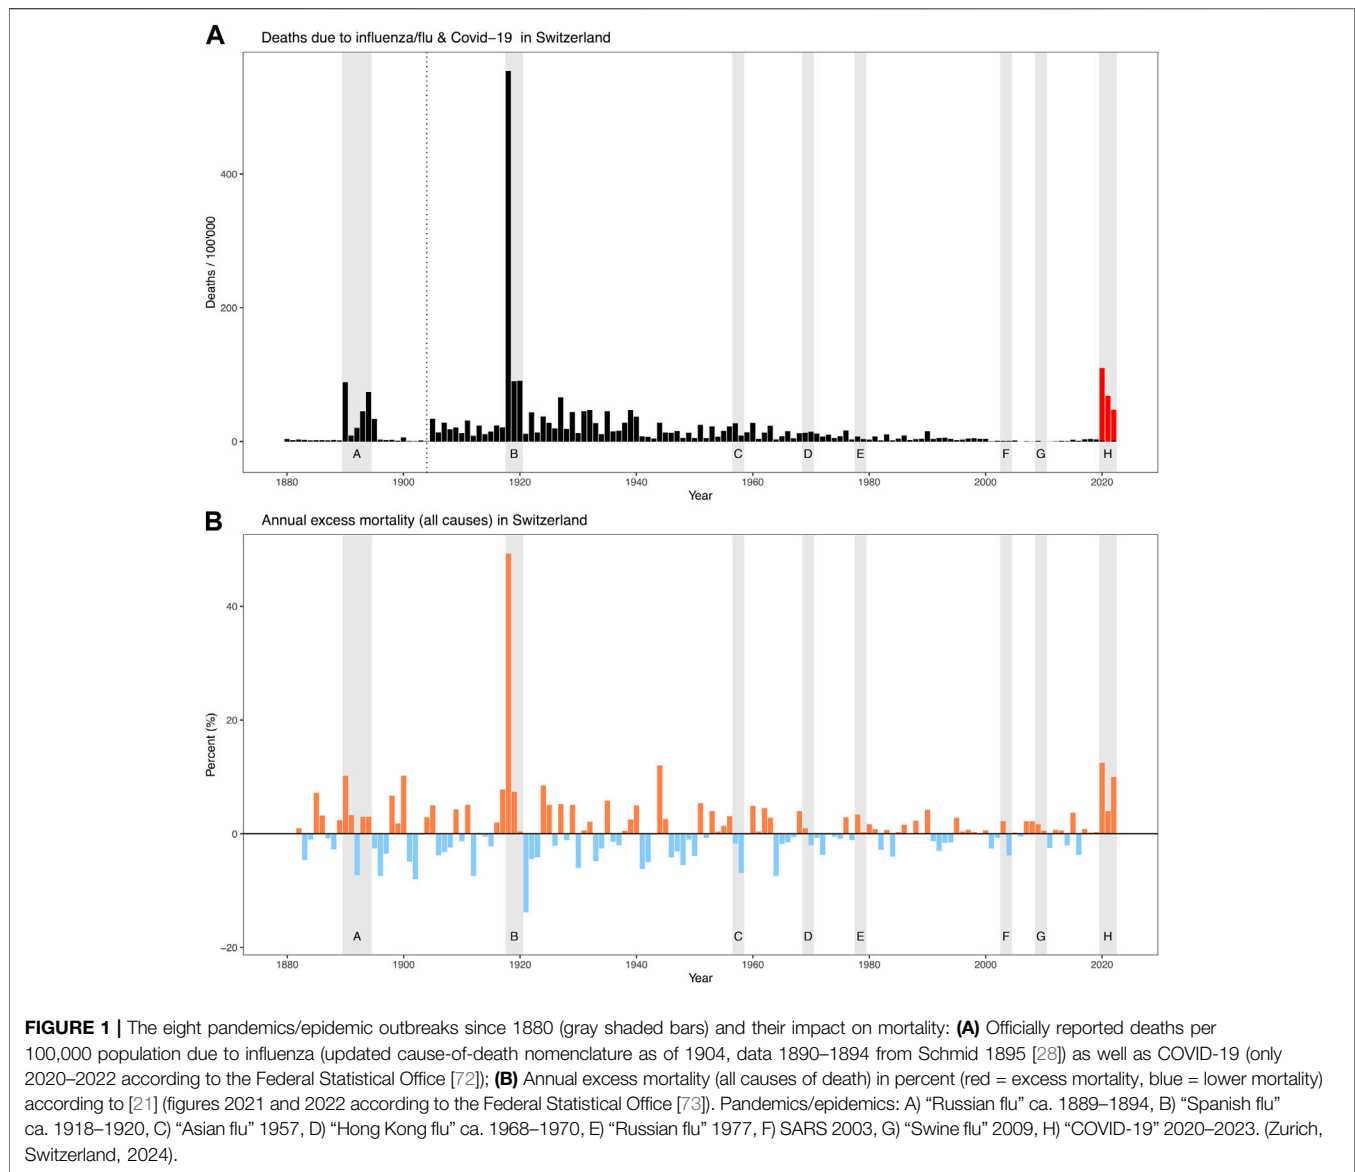 A Deaths due to influenza/flu & Covid−19 in Switzerland
Deaths / 100'000
400
200
0
A B C D E F G H
1880 1900 1920 1940 1960 1980 2000 2020
Year
B Annual excess mortality (all causes) in Switzerland
Percent (%)
40
20
0
−20
A B C D E F G H
1880 1900 1920 1940 1960 1980 2000 2020
Year
FIGURE 1 | The eight pandemics/epidemic outbreaks since 1880 (gray shaded bars) and their impact on mortality: (A) Officially reported deaths per
100,000 population due to influenza (updated cause-of-death nomenclature as of 1904, data 1890–1894 from Schmid 1895 [28]) as well as COVID-19 (only
2020–2022 according to the Federal Statistical Office [72]); (B) Annual excess mortality (all causes of death) in percent (red = excess mortality, blue = lower mortality)
according to [21] (figures 2021 and 2022 according to the Federal Statistical Office [73]). Pandemics/epidemics: A) “Russian flu” ca. 1889–1894, B) “Spanish flu”
ca. 1918–1920, C) “Asian flu” 1957, D) “Hong Kong flu” ca. 1968–1970, E) “Russian flu” 1977, F) SARS 2003, G) “Swine flu” 2009, H) “COVID-19” 2020–2023. (Zurich,
Switzerland, 2024).